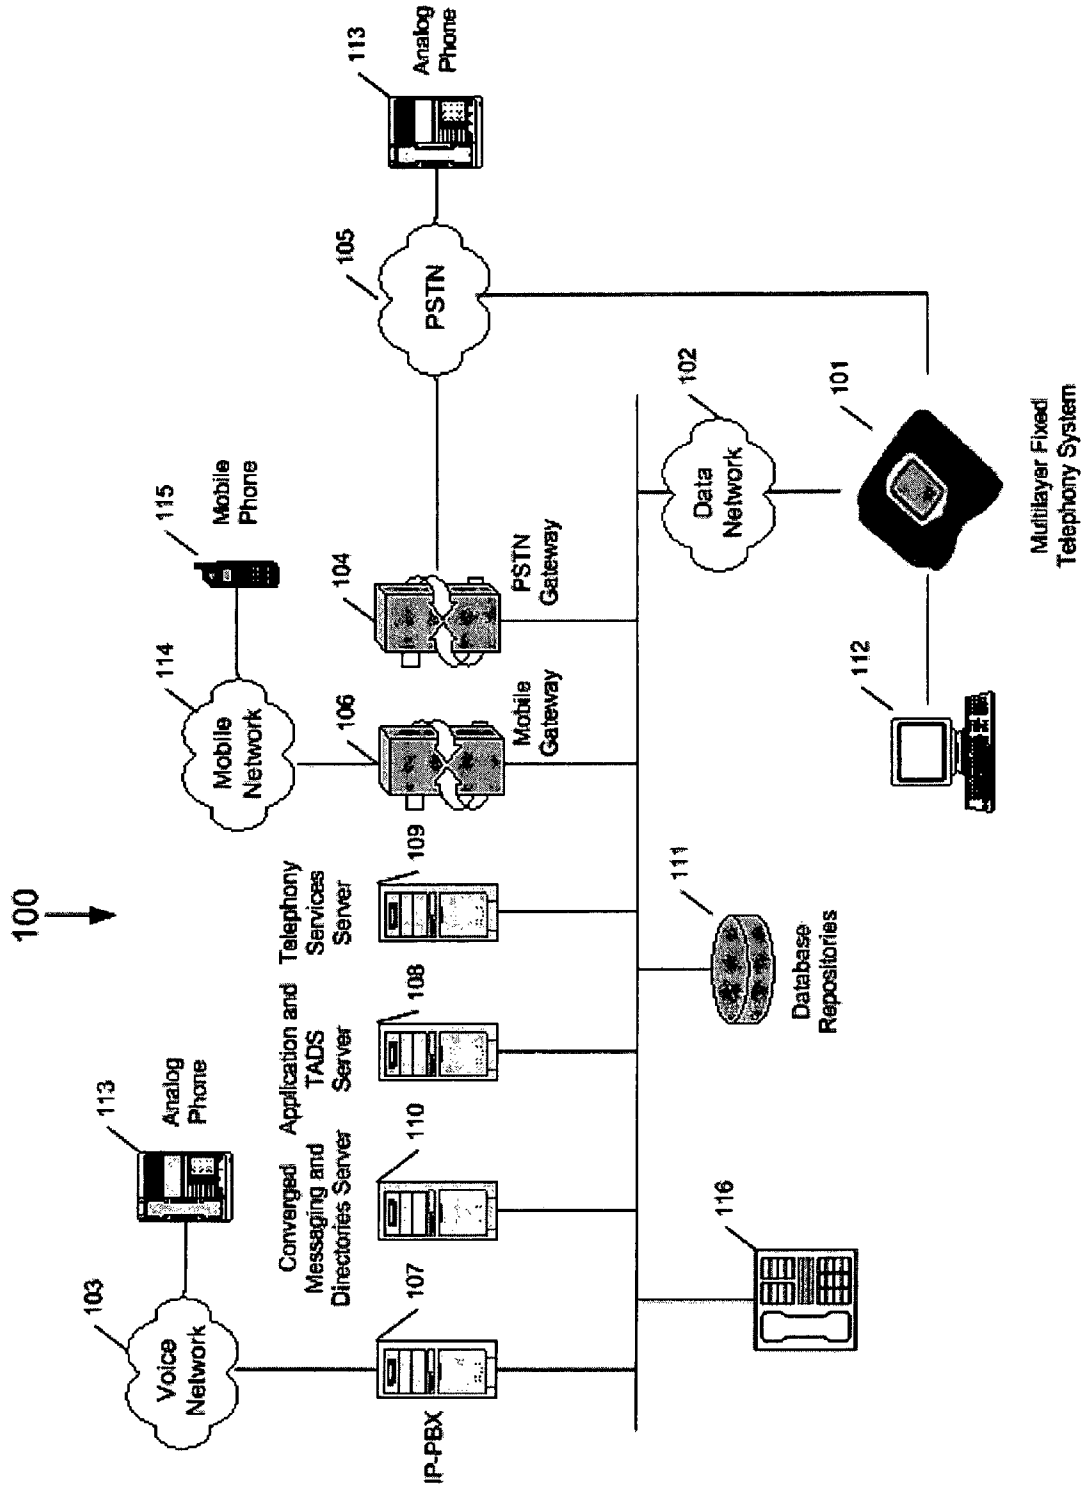 100
103
Voice
Network
113
Analog
Phone
114
Mobile
Network
115
Mobile
Phone
105
PSTN
113
Analog
Phone
107
IP-PBX
110
Converged
Messaging and
Directories Server
108
Application and
TADS
Server
109
Telephony
Services
Server
106
Mobile
Gateway
104
PSTN
Gateway
116
111
Database
Repositories
102
Data
Network
112
101
Multilayer Fixed
Telephony System